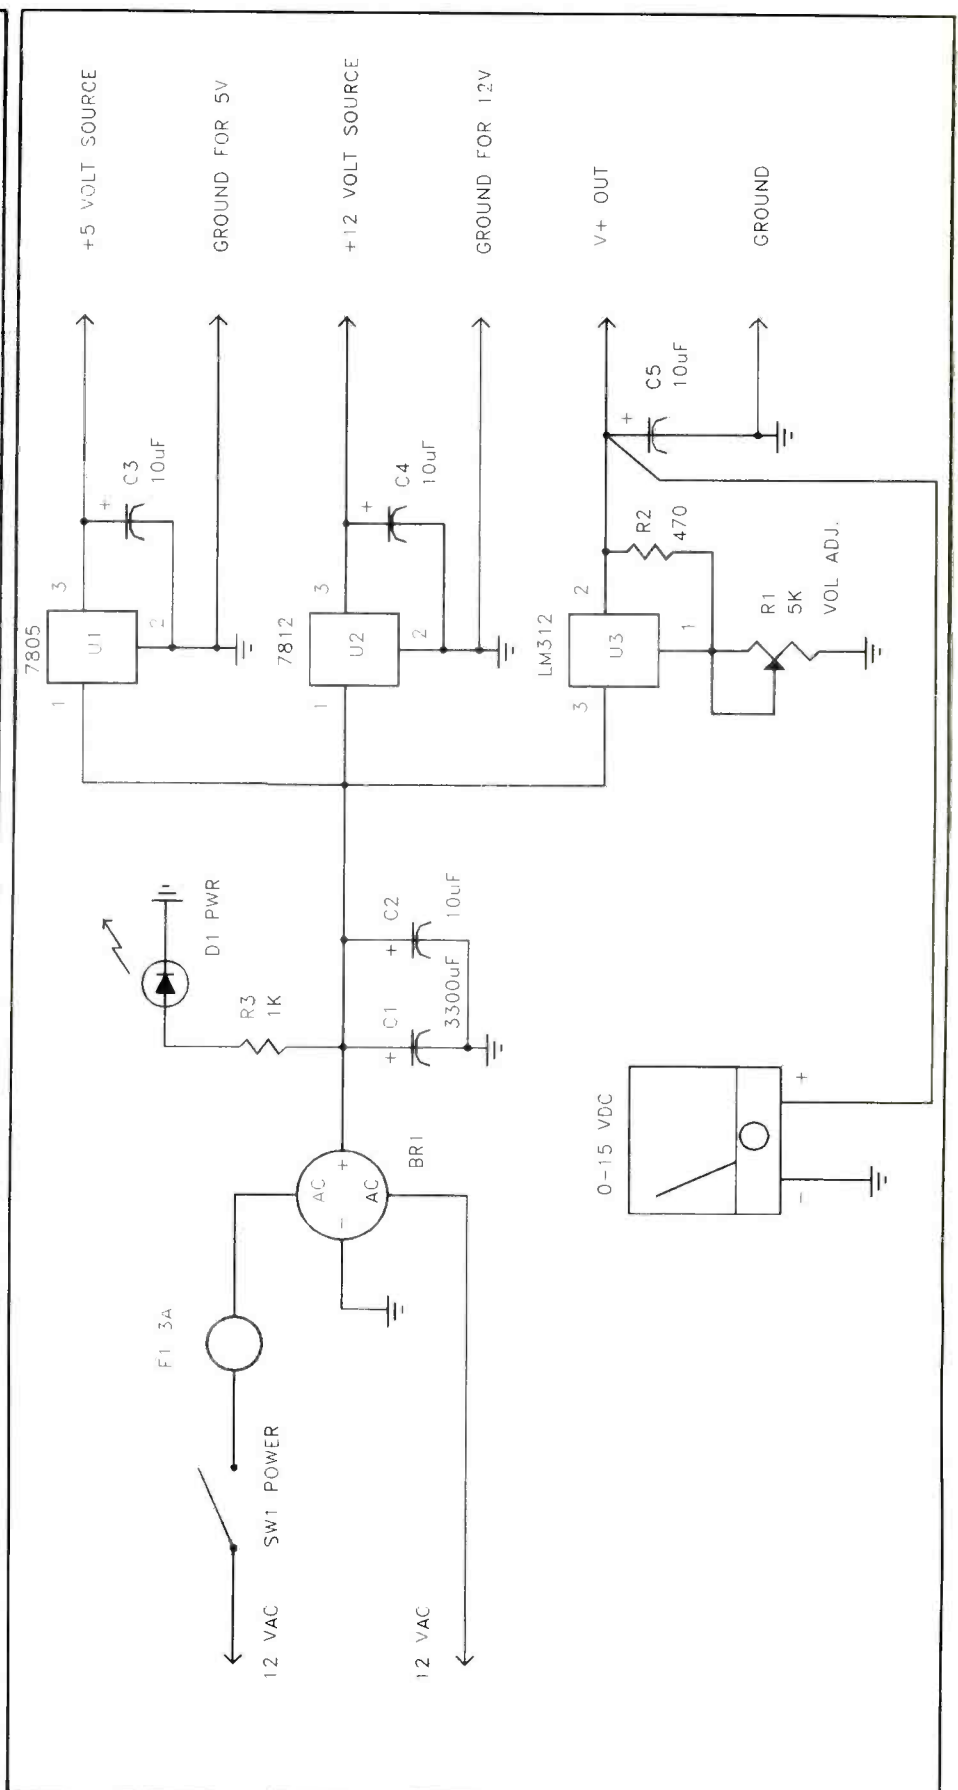 +5 VOLT SOURCE
GROUND FOR 5V
+12 VOLT SOURCE
GROUND FOR 12V
V+ OUT
GROUND
7805
U1
1
2
3
+
C3
10uF
7812
U2
1
2
3
+
C4
10uF
LM312
U3
3
2
1
R2
470
+
C5
10uF
R1
5K
VOL ADJ.
D1 PWR
R3
1K
+
C1
3300uF
+
C2
10uF
BR1
AC
+
-
AC
F1 3A
SW1 POWER
12 VAC
12 VAC
0-15 VDC
-
+